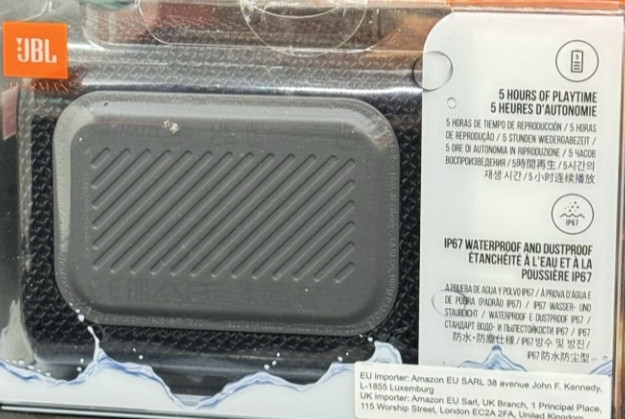 JBL
BY HARMAN
5 HOURS OF PLAYTIME
5 HEURES D'AUTONOMIE
5 HORAS DE TIEMPO DE REPRODUCCIÓN / 5 HORAS
DE REPRODUÇÃO / 5 STUNDEN WIEDERGABEZEIT /
5 ORE DI AUTONOMIA IN RIPRODUZIONE / 5 ЧАСОВ
ВОСПРОИЗВЕДЕНИЯ / 5時間再生 / 5시간의
재생 시간 / 5小时连续播放
IP67
IP67 WATERPROOF AND DUSTPROOF
ÉTANCHÉITÉ À L'EAU ET À LA
POUSSIÈRE IP67
A PRUEBA DE AGUA Y POLVO IP67 / À PROVA D'ÁGUA E
DE POEIRA (PADRÃO IP67) / IP67 WASSER- UND
STAUBDICHT / WATERPROOF E DUSTPROOF IP67 /
СТАНДАРТ ВОДО- И ПЫЛЕСТОЙКОСТИ IP67 / IP67
防水・防塵仕様 / IP67 방수 및 방진 /
IP67 防水防尘型
EU importer: Amazon EU SARL 38 avenue John F. Kennedy,
L-1855 Luxemburg
UK importer: Amazon EU Sarl, UK Branch, 1 Principal Place,
115 Worship Street, London EC2A 2FA, United Kingdom